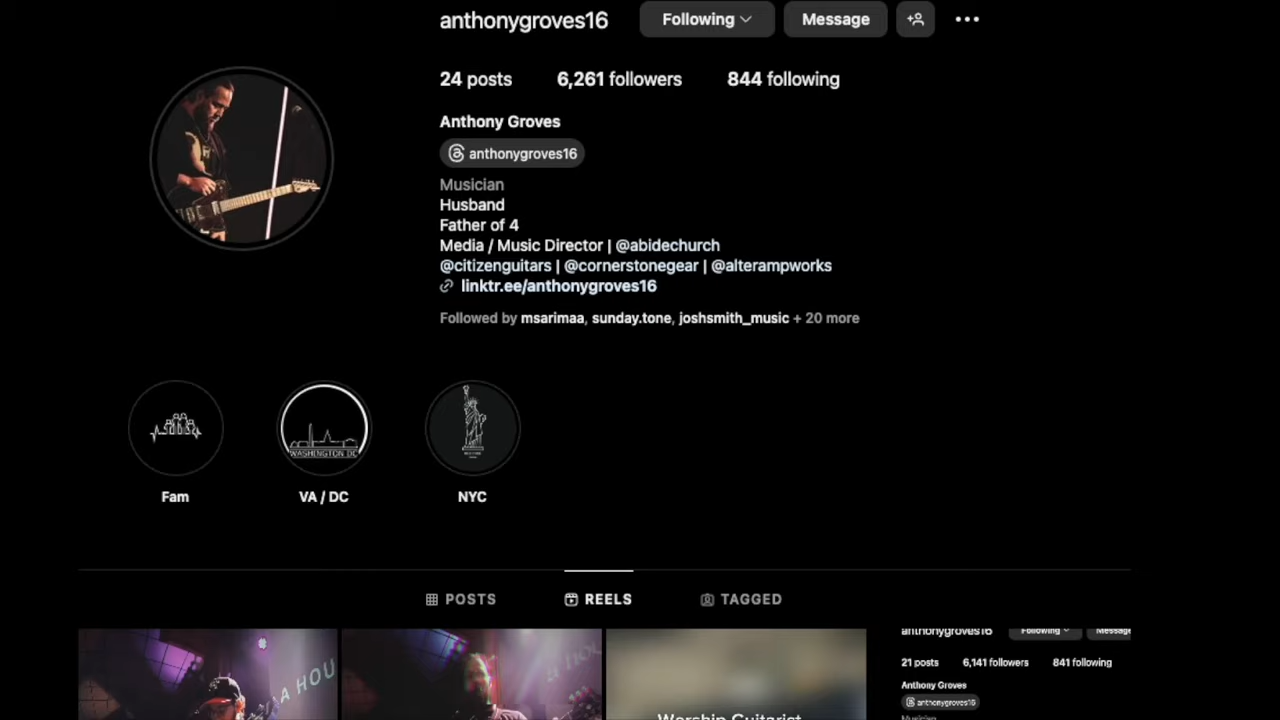 anthonygroves16 Following Message
24 posts 6,261 followers 844 following
Anthony Groves
anthonygroves16
Musician
Husband
Father of 4
Media / Music Director | @abidechurch
@citizenguitars | @cornerstonegear | @alterampworks
linktr.ee/anthonygroves16
Followed by msarimaa, sunday.tone, joshsmith_music + 20 more
WASHINGTON DC
Fam VA / DC NYC
POSTS REELS TAGGED
A HOU
A HOU
Worship Guitarist
anthonygroves16 Following Message
21 posts 6,141 followers 841 following
Anthony Groves
anthonygroves16
Musician